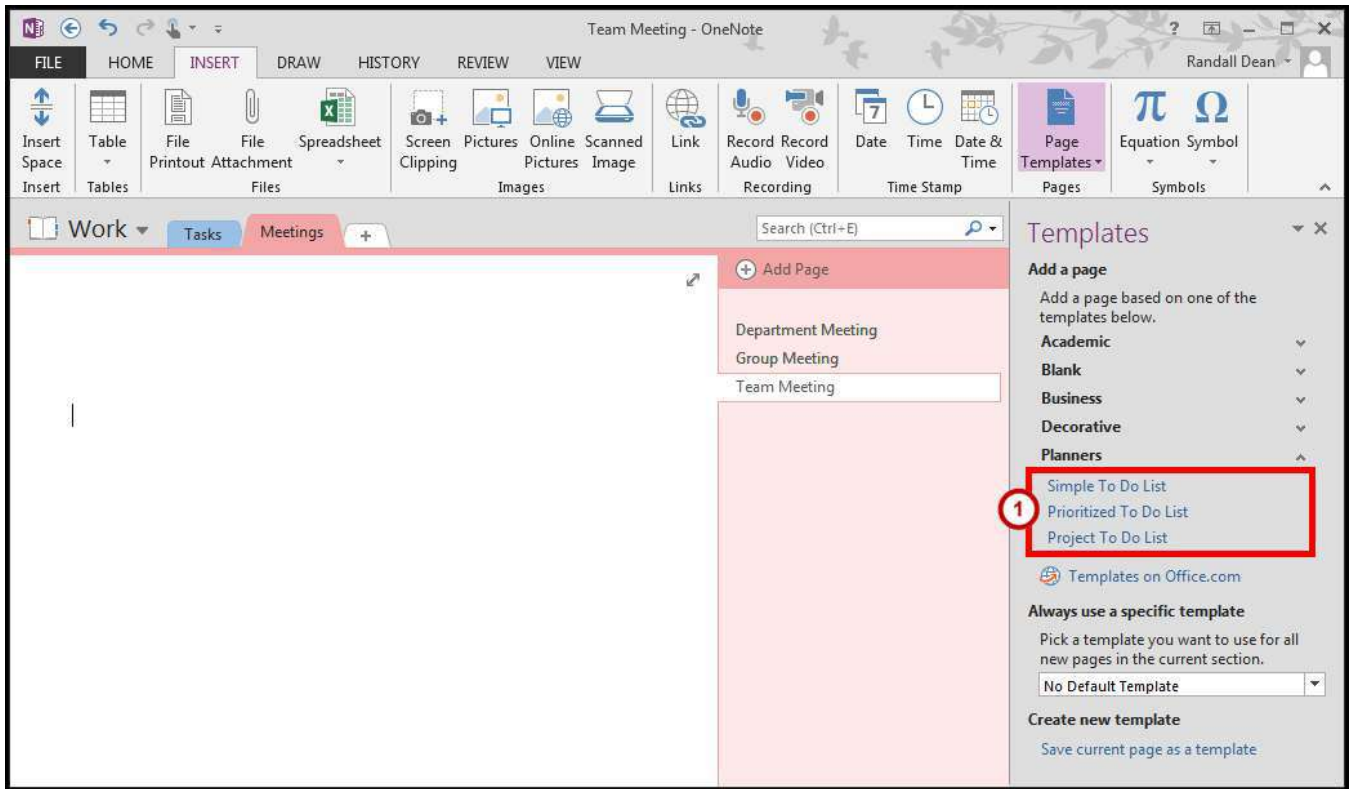 Team Meeting - OneNote
?
FILE HOME INSERT DRAW HISTORY REVIEW VIEW
Randall Dean
Insert Space
Table
File Printout
File Attachment
Spreadsheet
Screen Clipping
Pictures
Online Pictures
Scanned Image
Link
Record Audio
Record Video
7
Date
Time
Date & Time
Page Templates
π
Equation
Ω
Symbol
Insert Tables Files Images Links Recording Time Stamp Pages Symbols
Work
Tasks
Meetings
+
Search (Ctrl+E)
Add Page
Department Meeting
Group Meeting
Team Meeting
Templates
Add a page
Add a page based on one of the
templates below.
Academic
Blank
Business
Decorative
Planners
1
Simple To Do List
Prioritized To Do List
Project To Do List
Templates on Office.com
Always use a specific template
Pick a template you want to use for all
new pages in the current section.
No Default Template
Create new template
Save current page as a template